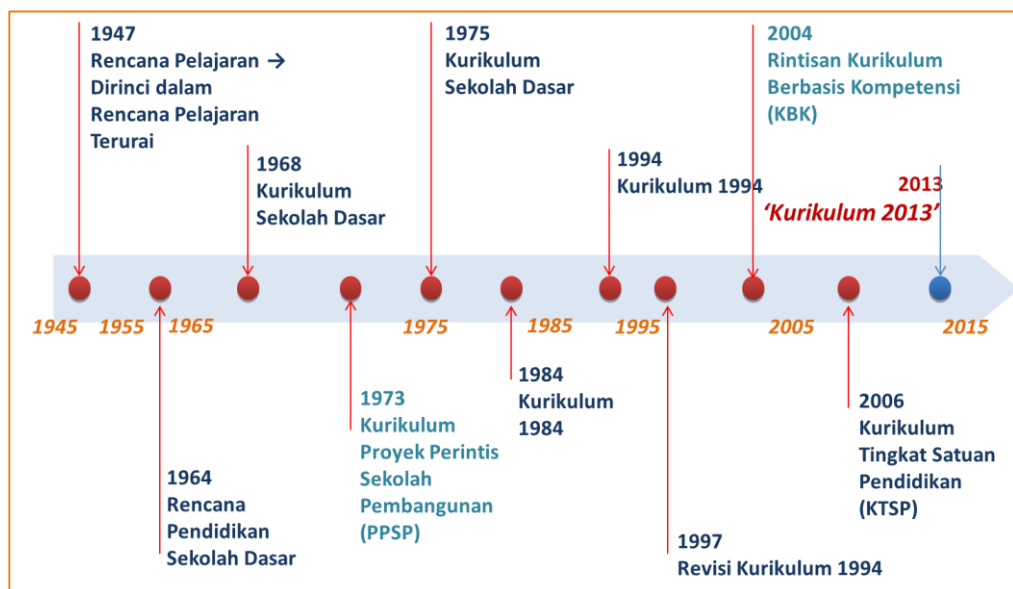 1947
Rencana Pelajaran →
Dirinci dalam
Rencana Pelajaran
Terurai
1968
Kurikulum
Sekolah Dasar
1975
Kurikulum
Sekolah Dasar
1994
Kurikulum 1994
2004
Rintisan Kurikulum
Berbasis Kompetensi
(KBK)
2013
‘Kurikulum 2013’
1945
1955
1965
1975
1985
1995
2005
2015
1964
Rencana
Pendidikan
Sekolah Dasar
1973
Kurikulum
Proyek Perintis
Sekolah
Pembangunan
(PPSP)
1984
Kurikulum
1984
1997
Revisi Kurikulum 1994
2006
Kurikulum
Tingkat Satuan
Pendidikan
(KTSP)